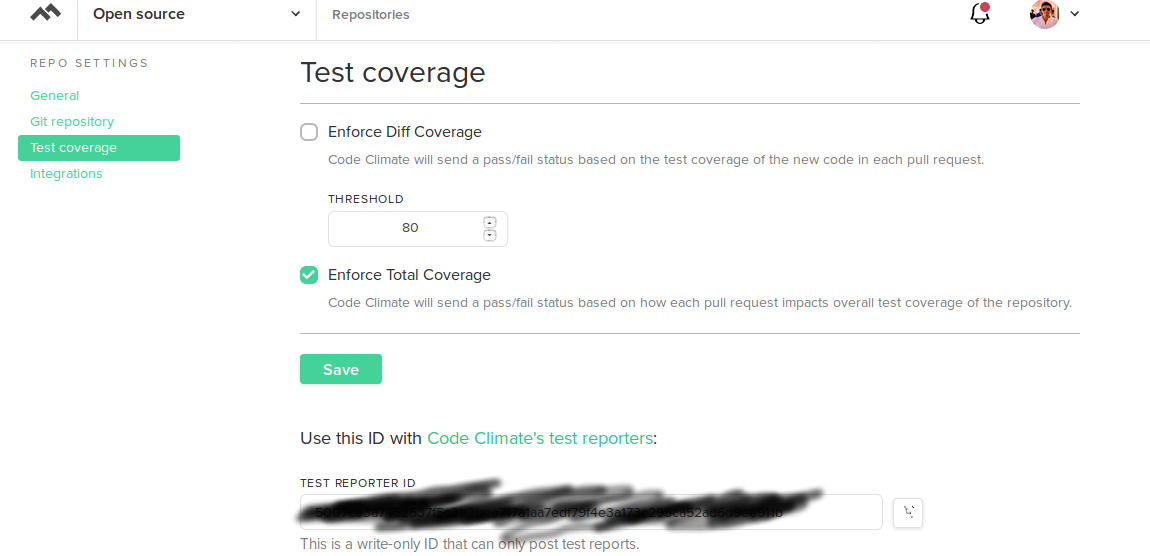 Open source
Repositories
REPO SETTINGS
General
Git repository
Test coverage
Integrations
Test coverage
Enforce Diff Coverage
Code Climate will send a pass/fail status based on the test coverage of the new code in each pull request.
THRESHOLD
80
Enforce Total Coverage
Code Climate will send a pass/fail status based on how each pull request impacts overall test coverage of the repository.
Save
Use this ID with Code Climate's test reporters:
TEST REPORTER ID
This is a write-only ID that can only post test reports.